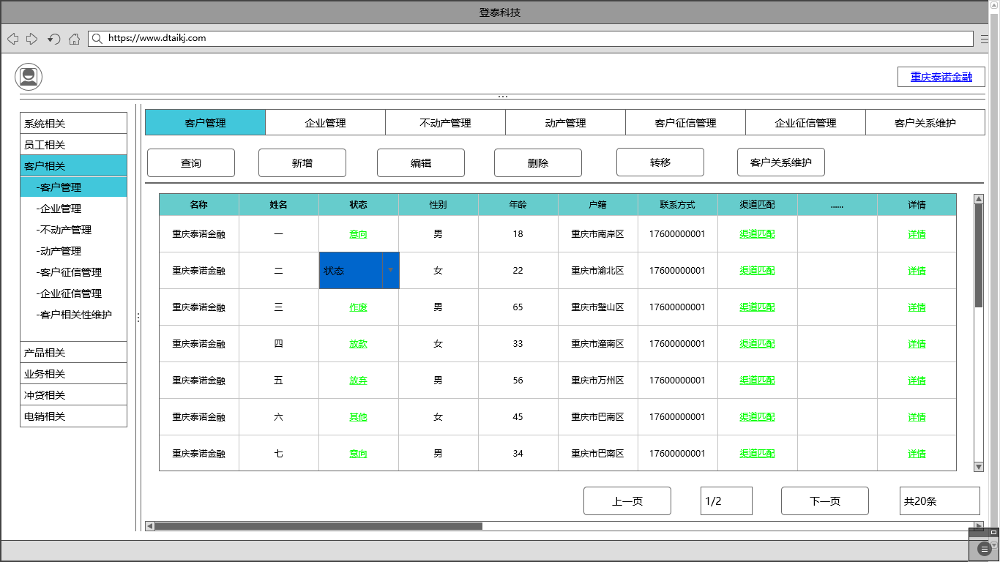 登泰科技
https://www.dtaikj.com
重庆泰诺金融
系统相关
员工相关
客户相关
-客户管理
-企业管理
-不动产管理
-动产管理
-客户征信管理
-企业征信管理
-客户相关性维护
产品相关
业务相关
冲贷相关
电销相关
客户管理 企业管理 不动产管理 动产管理 客户征信管理 企业征信管理 客户关系维护
查询 新增 编辑 删除 转移 客户关系维护
名称 姓名 状态 性别 年龄 户籍 联系方式 渠道匹配 ...... 详情
重庆泰诺金融 一 意向 男 18 重庆市南岸区 17600000001 渠道匹配 详情
重庆泰诺金融 二 状态 女 22 重庆市渝北区 17600000001 渠道匹配 详情
重庆泰诺金融 三 作废 男 65 重庆市璧山区 17600000001 渠道匹配 详情
重庆泰诺金融 四 放款 女 33 重庆市潼南区 17600000001 渠道匹配 详情
重庆泰诺金融 五 放弃 男 56 重庆市万州区 17600000001 渠道匹配 详情
重庆泰诺金融 六 其他 女 45 重庆市巴南区 17600000001 渠道匹配 详情
重庆泰诺金融 七 意向 男 34 重庆市巴南区 17600000001 渠道匹配 详情
上一页 1/2 下一页 共20条